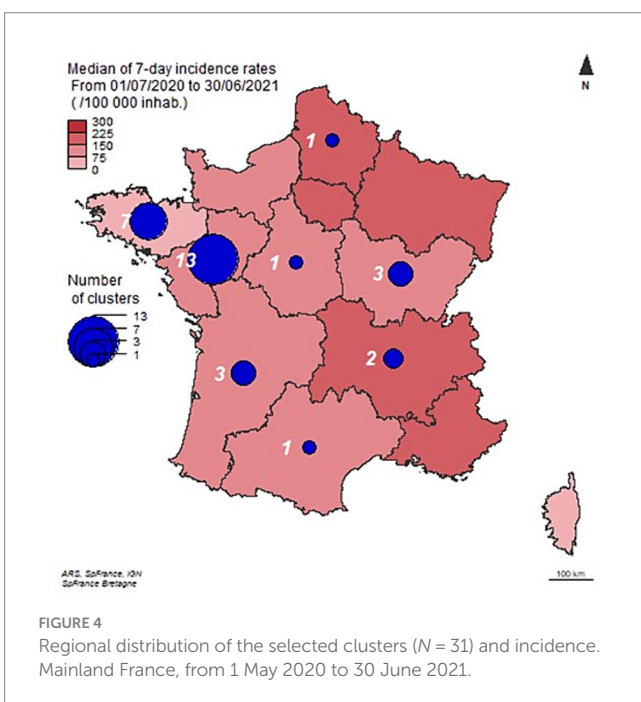 Median of 7-day incidence rates
From 01/07/2020 to 30/06/2021
( /100 000 inhab.)
300
225
150
75
0
N
1
7
13
1
3
Number
of clusters
13
7
3
1
2
3
1
ARS, SpFrance, IGN
SpFrance Bretagne
100 km
FIGURE 4
Regional distribution of the selected clusters (N = 31) and incidence.
Mainland France, from 1 May 2020 to 30 June 2021.